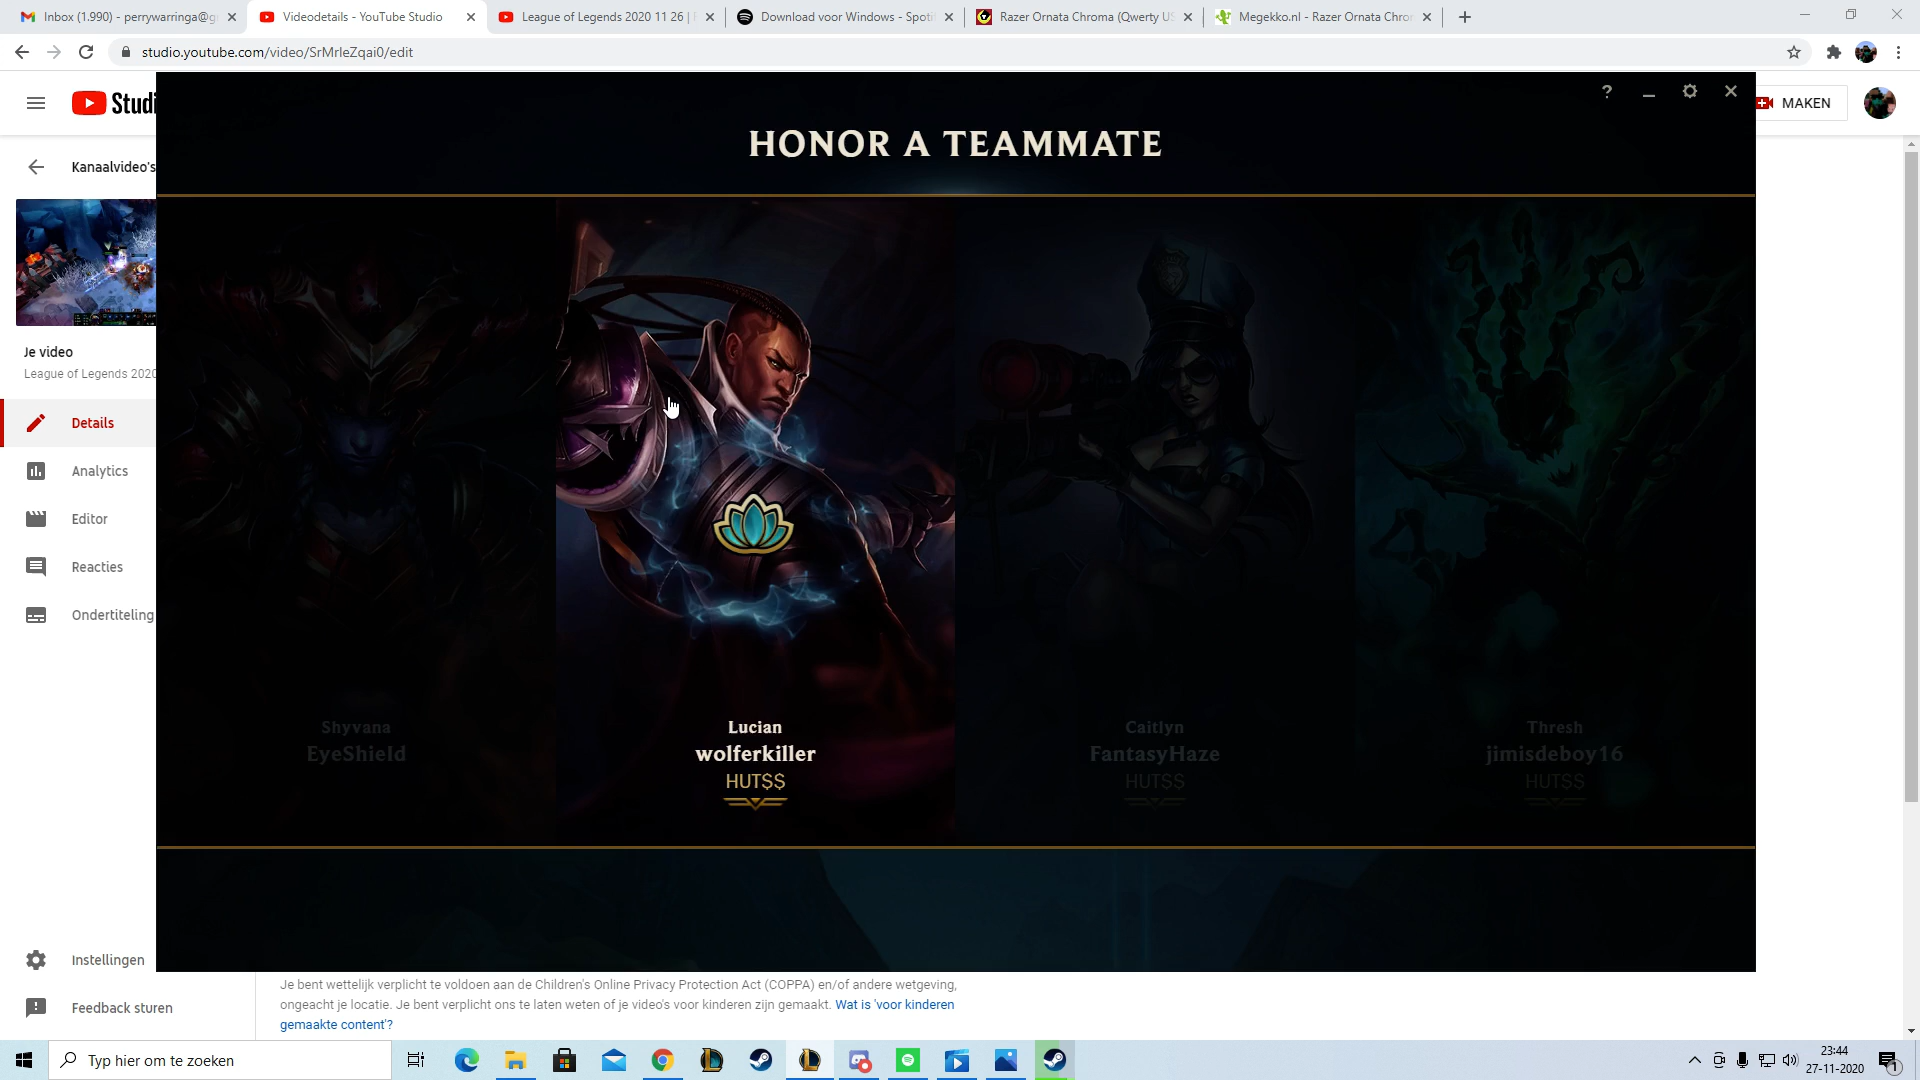 Inbox (1.990) - perrywarringa@g
Videodetails - YouTube Studio
League of Legends 2020 11 26 |
Download voor Windows - Spoti
Razer Ornata Chroma (Qwerty US
Megekko.nl - Razer Ornata Chro
studio.youtube.com/video/SrMrleZqai0/edit
Studi
MAKEN
?
HONOR A TEAMMATE
Kanaalvideo's
Je video
League of Legends 2020
Details
Analytics
Editor
Reacties
Ondertiteling
Shyvana
EyeShield
Lucian
wolferkiller
HUT$$
Caitlyn
FantasyHaze
HUT$$
Thresh
jimisdeboy16
HUT$$
Instellingen
Feedback sturen
Je bent wettelijk verplicht te voldoen aan de Children's Online Privacy Protection Act (COPPA) en/of andere wetgeving,
ongeacht je locatie. Je bent verplicht ons te laten weten of je video's voor kinderen zijn gemaakt. Wat is 'voor kinderen
gemaakte content'?
Typ hier om te zoeken
23:44
27-11-2020
1